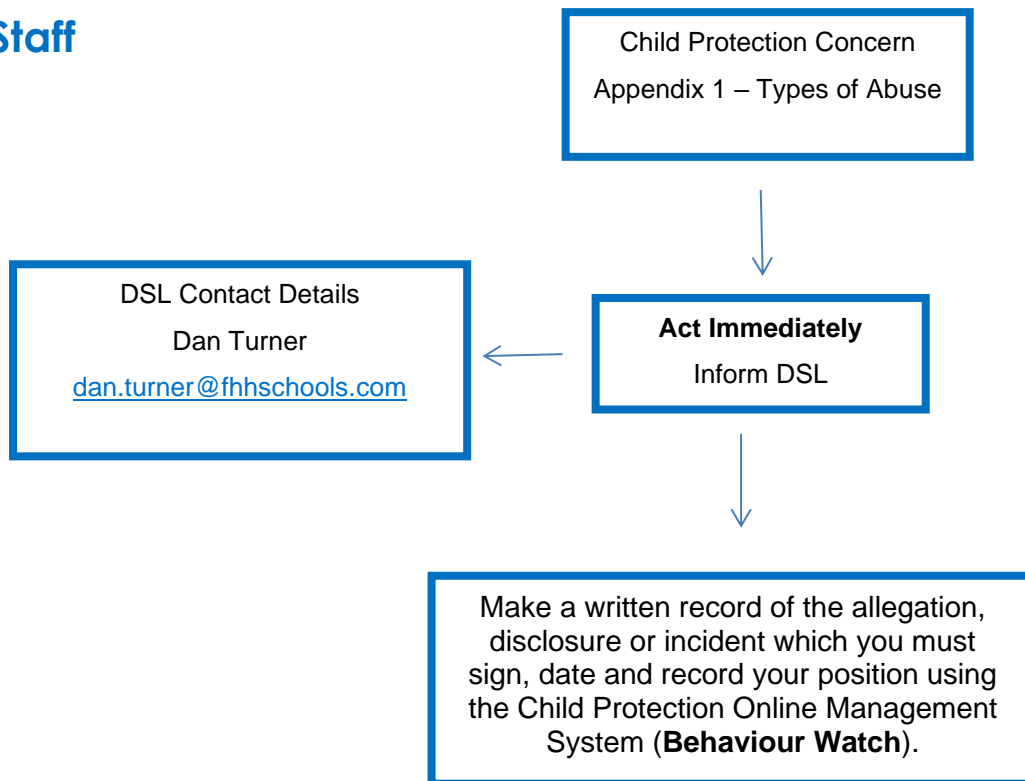 Staff
Child Protection Concern
Appendix 1 – Types of Abuse
DSL Contact Details
Dan Turner
dan.turner@fhhschools.com
Act Immediately
Inform DSL
Make a written record of the allegation,
disclosure or incident which you must
sign, date and record your position using
the Child Protection Online Management
System (Behaviour Watch).